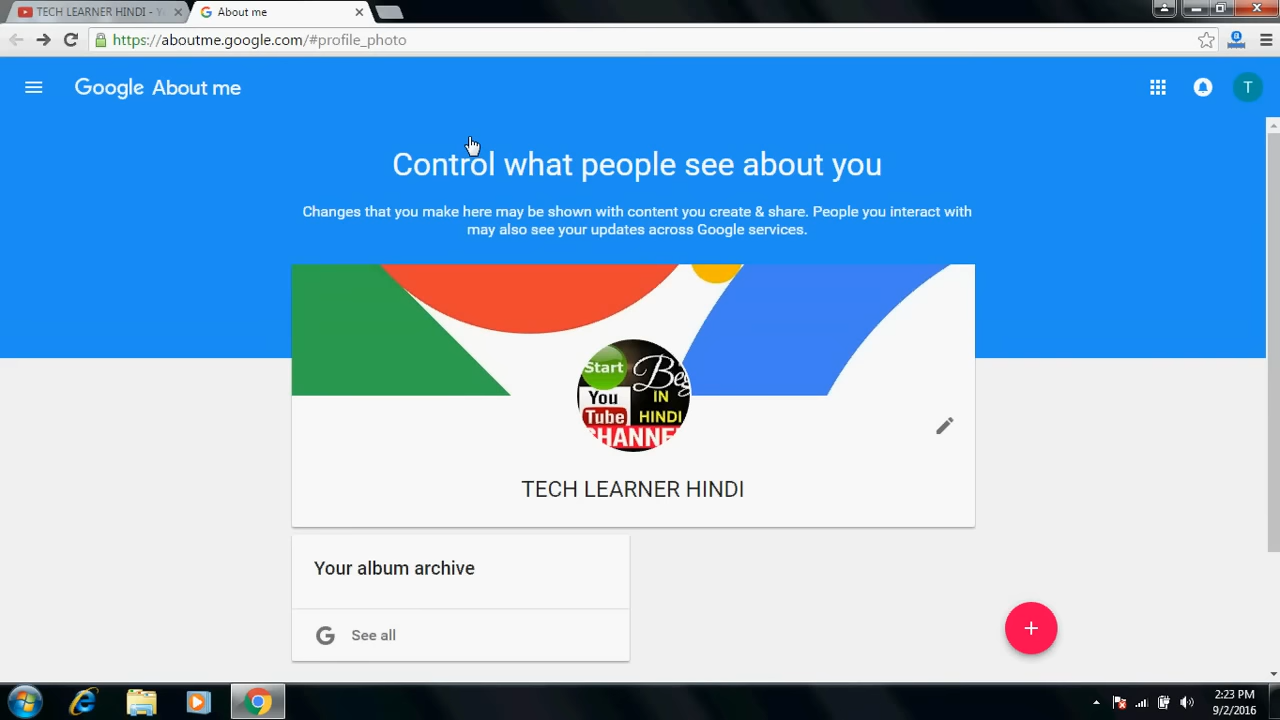 TECH LEARNER HINDI - Y
About me
https://aboutme.google.com/#profile_photo
Google About me
T
Control what people see about you
Changes that you make here may be shown with content you create & share. People you interact with
may also see your updates across Google services.
Start
You
Tube
IN
HINDI
CHANNE
TECH LEARNER HINDI
Your album archive
G See all
2:23 PM
9/2/2016